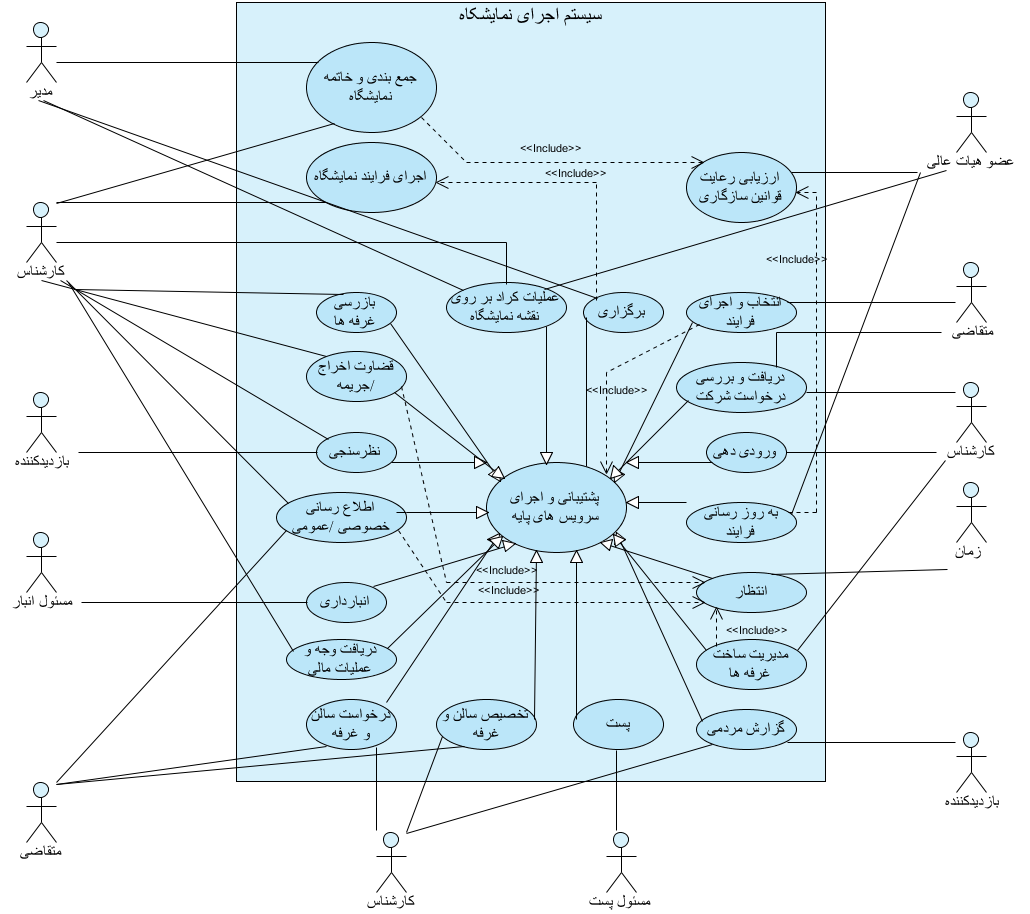 سیستم اجرای نمایشگاه
مدیر
جمع بندی و خاتمه
نمایشگاه
<<Include>>
عضو هیات عالی
اجرای فرایند نمایشگاه
<<Include>>
ارزیابی رعایت
قوانین سازگاری
کارشناس
<<Include>>
بازرسی
غرفه ها
عملیات کراد بر روی
نقشه نمایشگاه
برگزاری
انتخاب و اجرای
فرایند
متقاضی
قضاوت اخراج
/جریمه
<<Include>>
دریافت و بررسی
درخواست شرکت
بازدیدکننده
نظرسنجی
ورودی دهی
کارشناس
اطلاع رسانی
خصوصی /عمومی
پشتیبانی و اجرای
سرویس های پایه
به روز رسانی
فرایند
زمان
<<Include>>
<<Include>>
مسئول انبار
انبارداری
انتظار
<<Include>>
دریافت وجه و
عملیات مالی
مدیریت ساخت
غرفه ها
درخواست سالن
و غرفه
تخصیص سالن و
غرفه
پست
گزارش مردمی
بازدیدکننده
متقاضی
کارشناس
مسئول پست